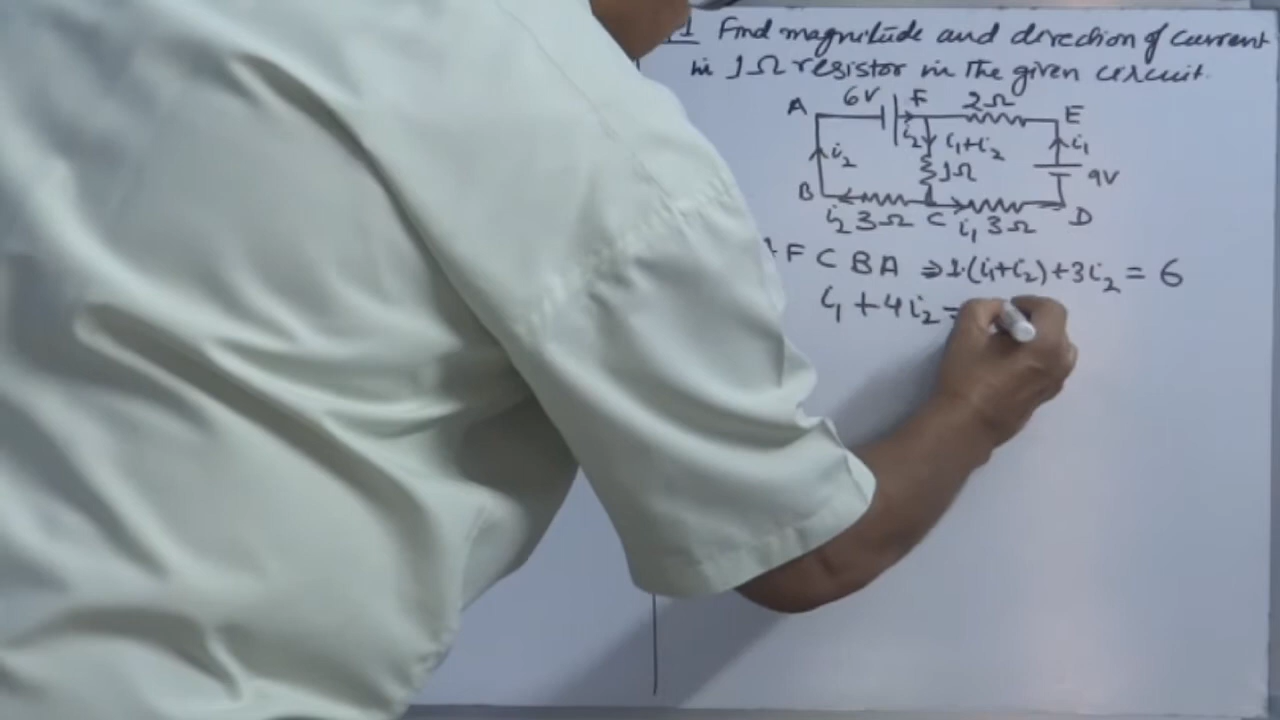 1 Find magnitude and direction of current
in 1Ω resistor in the given circuit.
A 6V F 2Ω E
i₂ i₁+i₂ i₁
i₂ 1Ω 9V
B i₂ 3Ω C i₁ 3Ω D
F C B A ⇒ 1·(i₁+i₂)+3i₂ = 6
i₁ + 4i₂ =